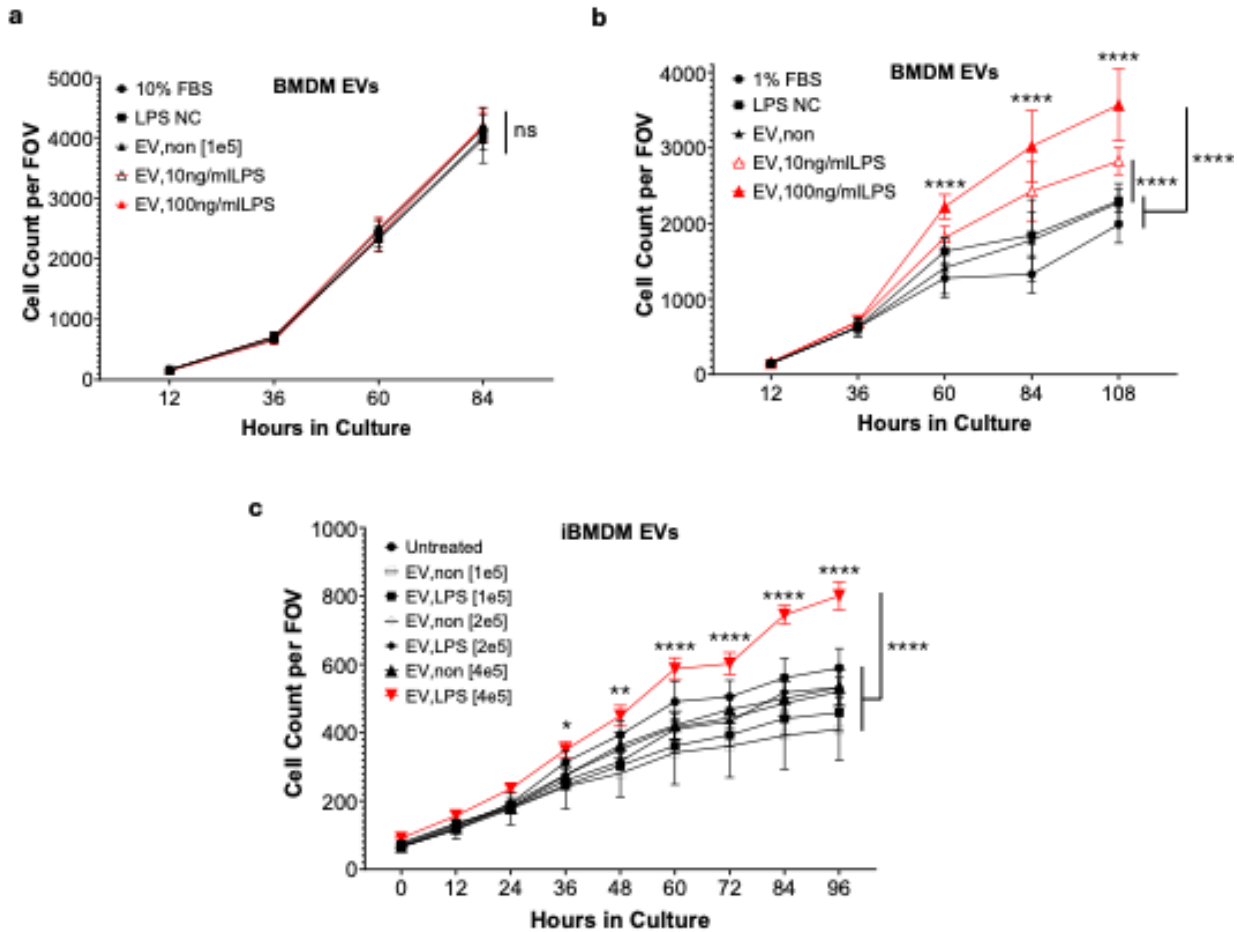 a
BMDM EVs
5000
4000
3000
2000
1000
0
Cell Count per FOV
10% FBS
LPS NC
EV,non [1e5]
EV,10ng/mlLPS
EV,100ng/mlLPS
ns
12 36 60 84
Hours in Culture
b
BMDM EVs
4000
3000
2000
1000
0
Cell Count per FOV
1% FBS
LPS NC
EV,non
EV,10ng/mlLPS
EV,100ng/mlLPS
****
****
****
****
****
12 36 60 84 108
Hours in Culture
c
iBMDM EVs
1000
800
600
400
200
0
Cell Count per FOV
Untreated
EV,non [1e5]
EV,LPS [1e5]
EV,non [2e5]
EV,LPS [2e5]
EV,non [4e5]
EV,LPS [4e5]
*
**
****
****
****
****
****
0 12 24 36 48 60 72 84 96
Hours in Culture